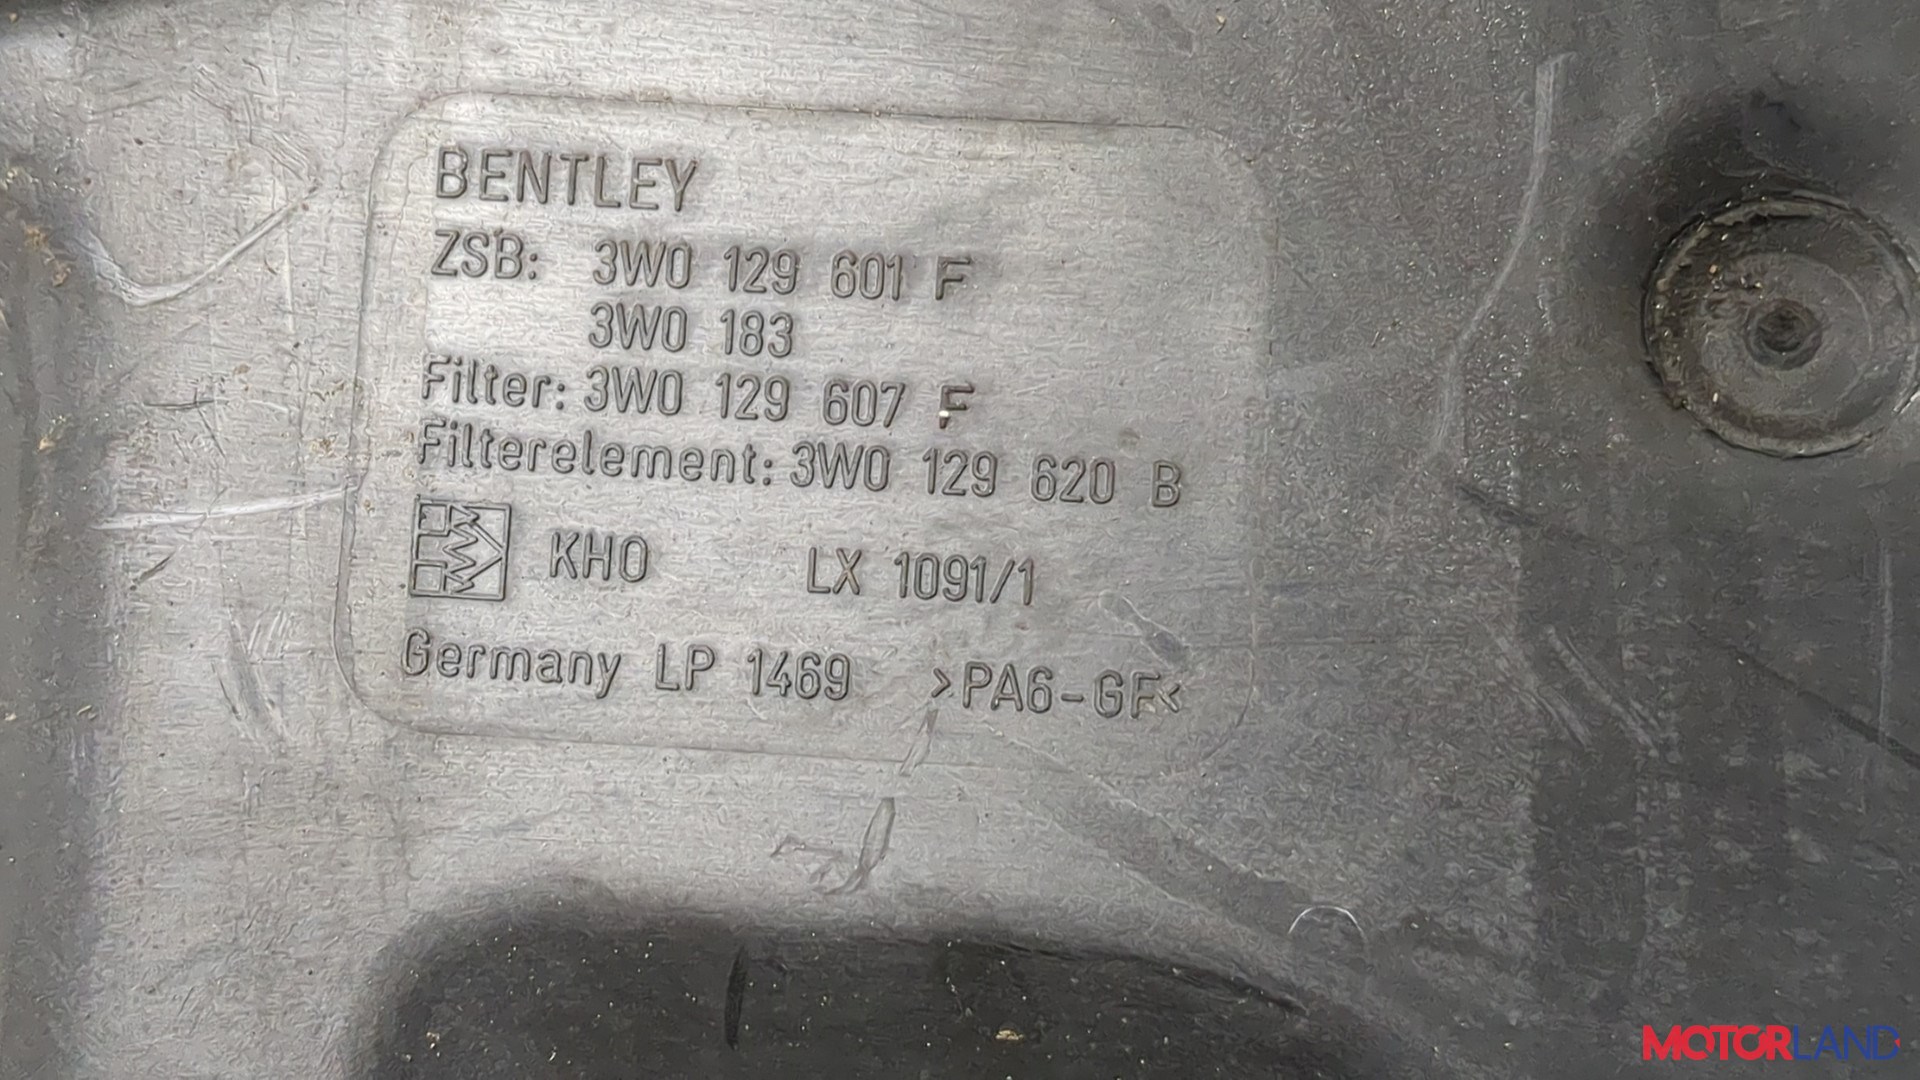 BENTLEY
ZSB: 3W0 129 601 F
3W0 183
Filter: 3W0 129 607 F
Filterelement: 3W0 129 620 B
KHO LX 1091/1
Germany LP 1469 >PA6-GF<
MOTORLAND